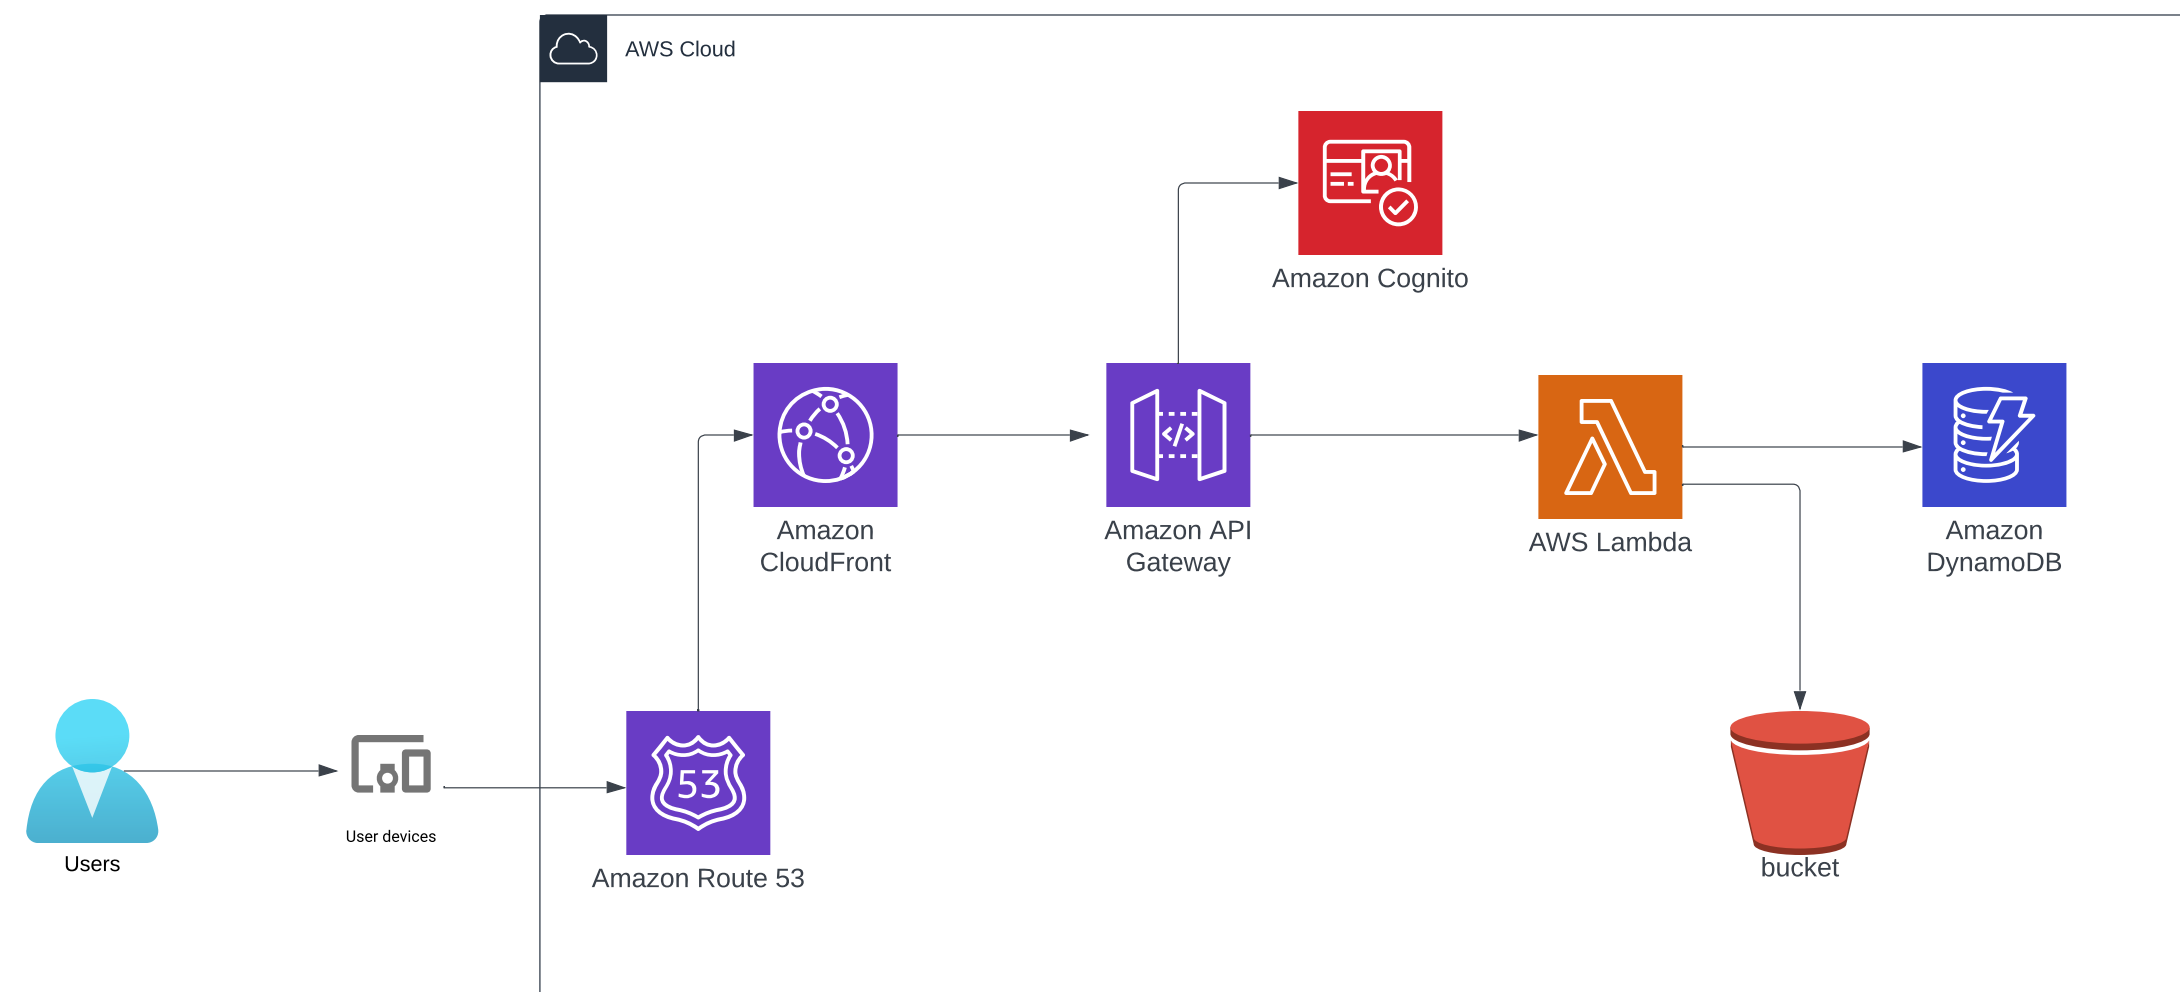 AWS Cloud
Amazon Cognito
Amazon
CloudFront
Amazon API
Gateway
</>
AWS Lambda
Amazon
DynamoDB
Users
User devices
53
Amazon Route 53
bucket